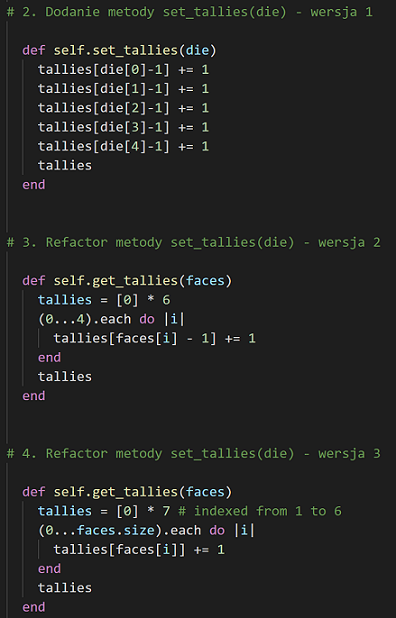 # 2. Dodanie metody set_tallies(die) - wersja 1
def self.set_tallies(die)
tallies[die[0]-1] += 1
tallies[die[1]-1] += 1
tallies[die[2]-1] += 1
tallies[die[3]-1] += 1
tallies[die[4]-1] += 1
tallies
end
# 3. Refactor metody set_tallies(die) - wersja 2
def self.get_tallies(faces)
tallies = [0] * 6
(0...4).each do |i|
tallies[faces[i] - 1] += 1
end
tallies
end
# 4. Refactor metody set_tallies(die) - wersja 3
def self.get_tallies(faces)
tallies = [0] * 7 # indexed from 1 to 6
(0...faces.size).each do |i|
tallies[faces[i]] += 1
end
tallies
end